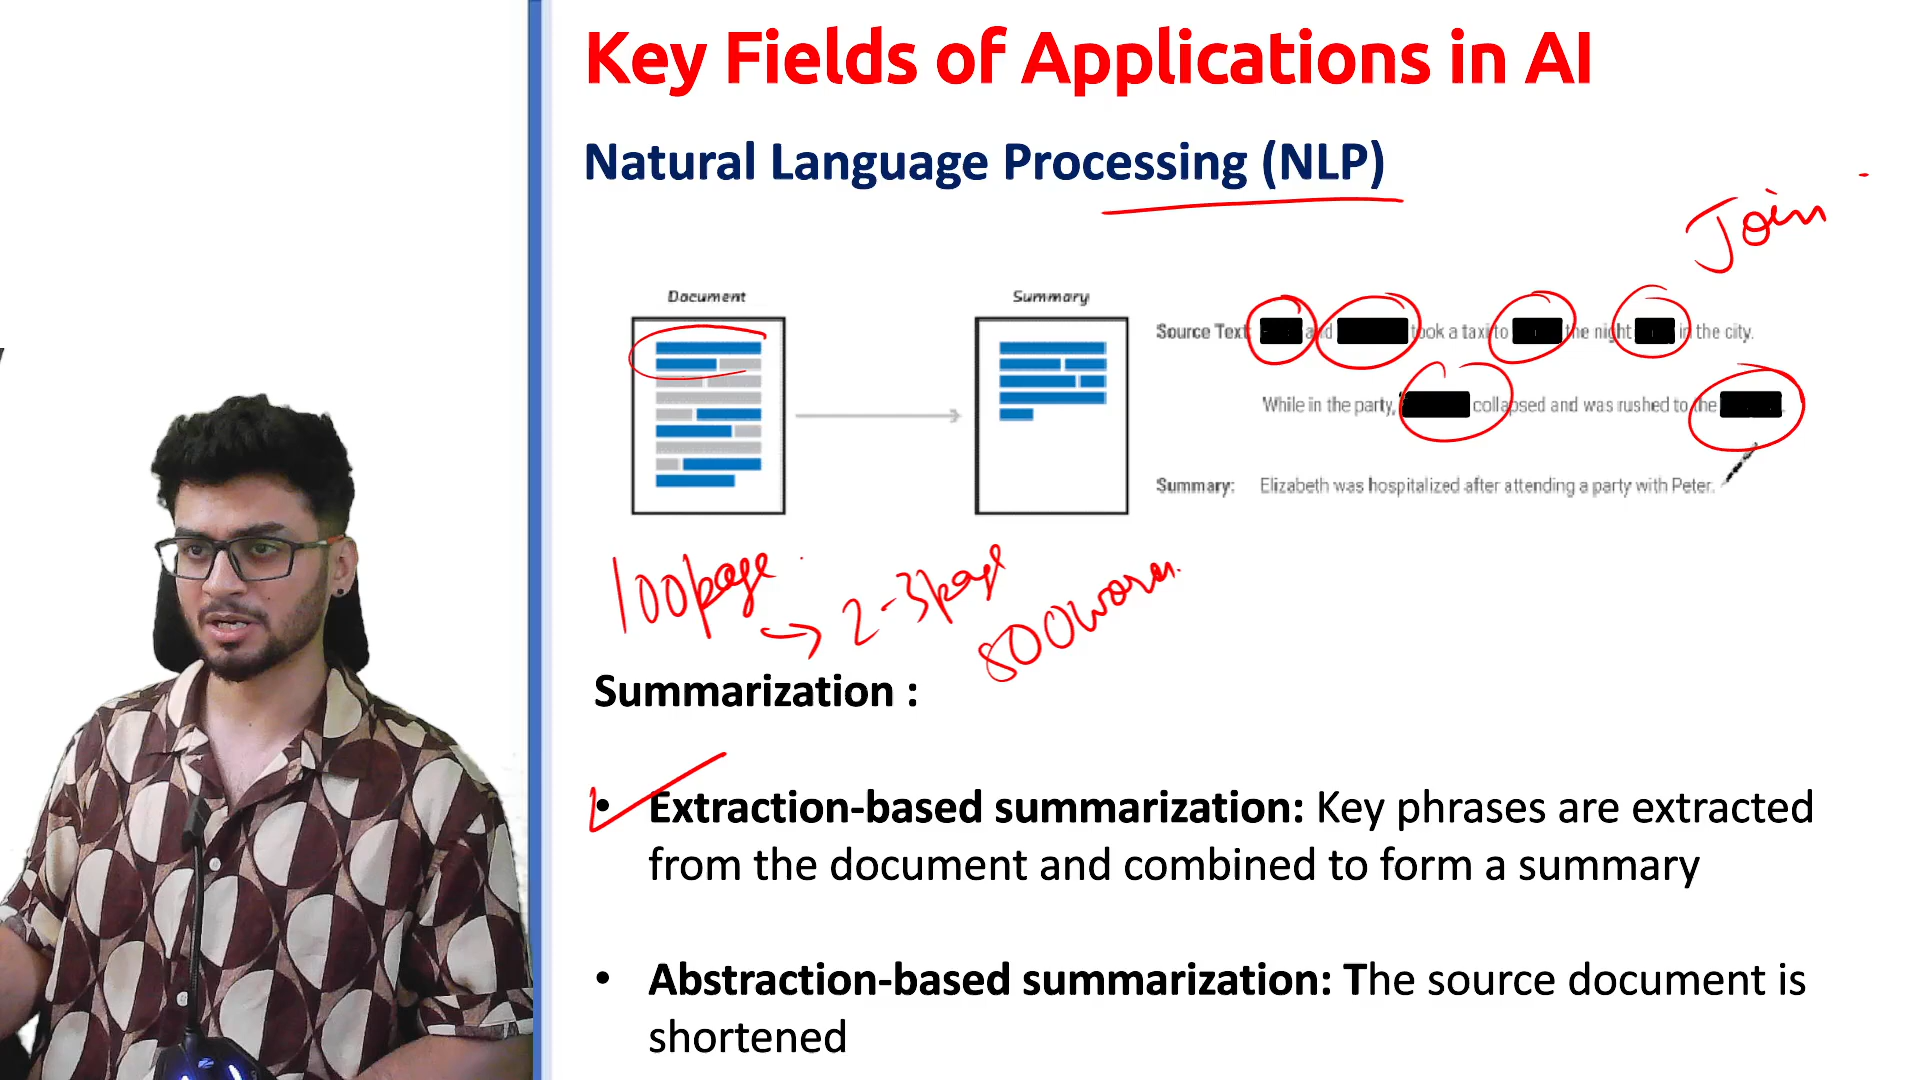 Key Fields of Applications in AI
Natural Language Processing (NLP)
Join
Document
Summary
Source Text: and took a taxi to the night in the city.
While in the party, collapsed and was rushed to the .
Summary: Elizabeth was hospitalized after attending a party with Peter.
100page → 2-3page
800
Summarization :
• Extraction-based summarization: Key phrases are extracted
from the document and combined to form a summary
• Abstraction-based summarization: The source document is
shortened